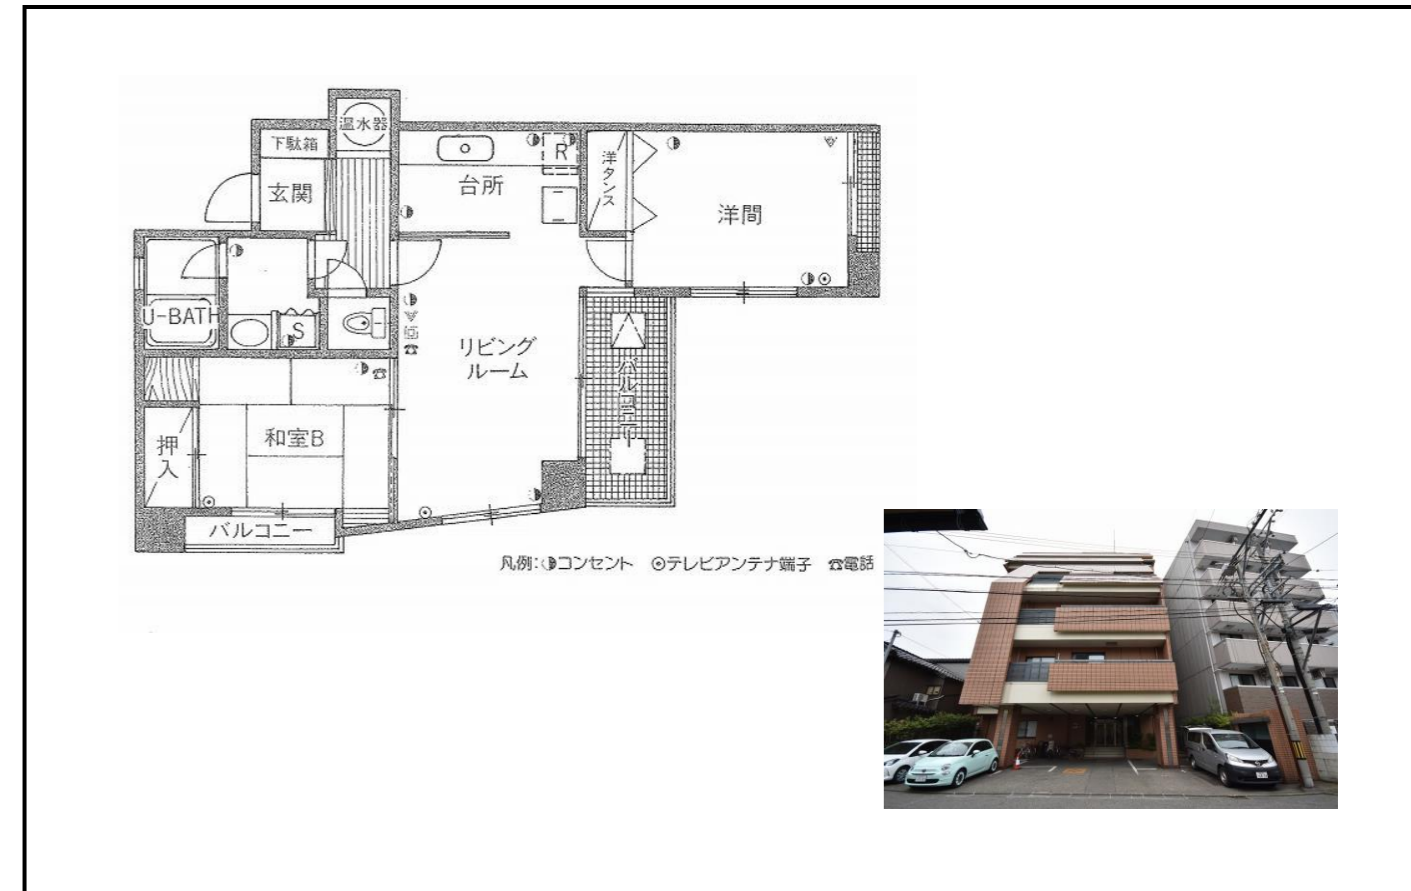 温水器
下駄箱
玄関
台所
R
洋タンス
洋間
U-BATH
S
リビング
ルーム
バルコニー
和室B
押入
バルコニー
凡例:◑コンセント ◎テレビアンテナ端子 ☎電話